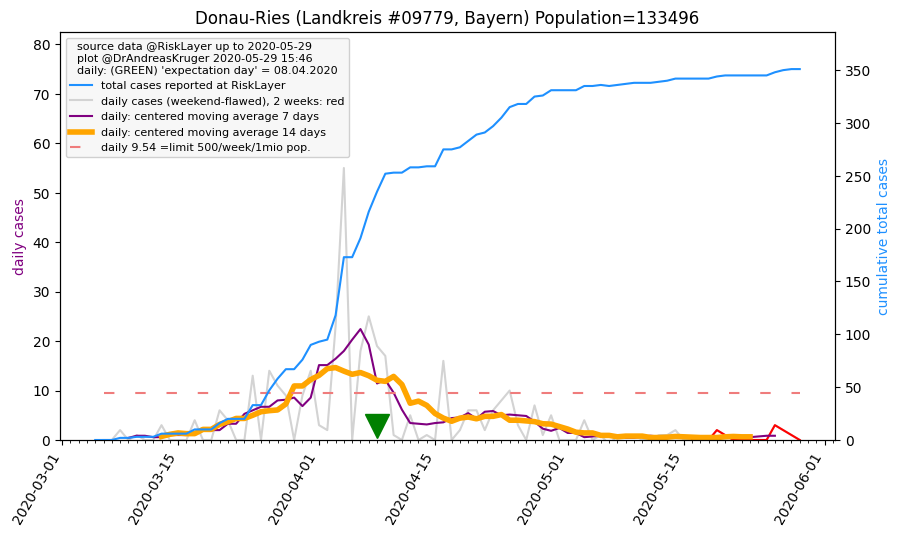 Donau-Ries (Landkreis #09779, Bayern) Population=133496
source data @RiskLayer up to 2020-05-29
plot @DrAndreasKruger 2020-05-29 15:46
daily: (GREEN) 'expectation day' = 08.04.2020
total cases reported at RiskLayer
daily cases (weekend-flawed), 2 weeks: red
daily: centered moving average 7 days
daily: centered moving average 14 days
daily 9.54 =limit 500/week/1mio pop.
daily cases
80
70
60
50
40
30
20
10
0
cumulative total cases
350
300
250
200
150
100
50
0
2020-03-01
2020-03-15
2020-04-01
2020-04-15
2020-05-01
2020-05-15
2020-06-01